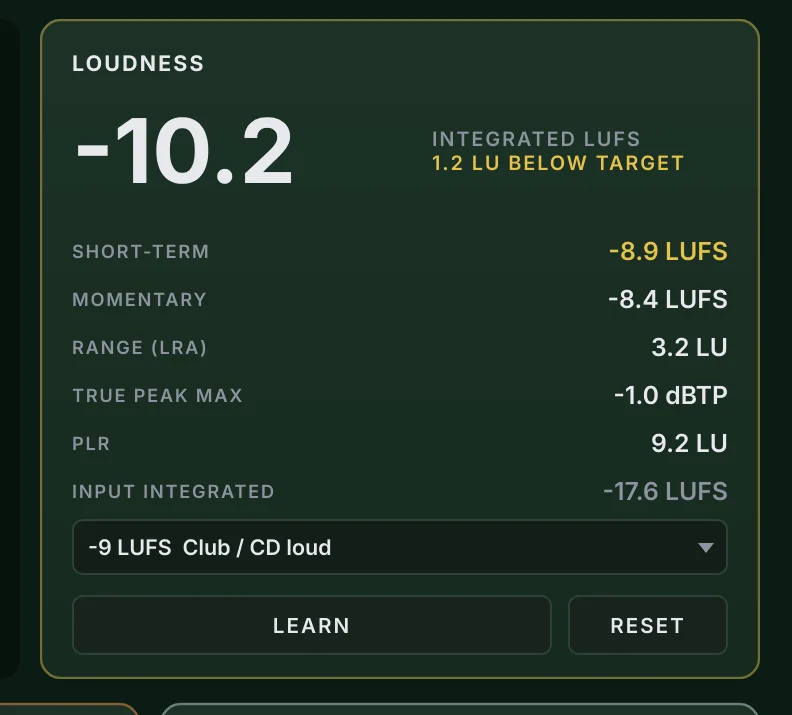 LOUDNESS
-10.2
INTEGRATED LUFS
1.2 LU BELOW TARGET
SHORT-TERM -8.9 LUFS
MOMENTARY -8.4 LUFS
RANGE (LRA) 3.2 LU
TRUE PEAK MAX -1.0 dBTP
PLR 9.2 LU
INPUT INTEGRATED -17.6 LUFS
-9 LUFS  Club / CD loud
LEARN RESET